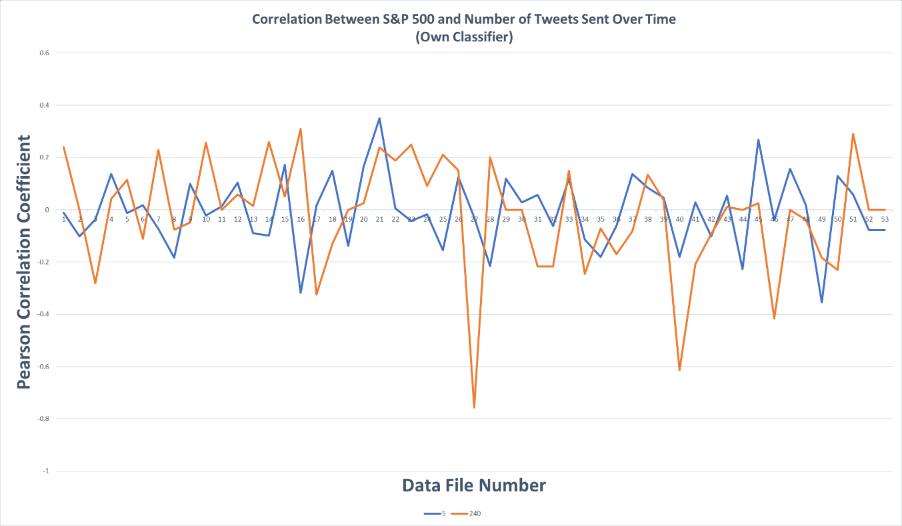 Correlation Between S&P 500 and Number of Tweets Sent Over Time
(Own Classifier)
Pearson Correlation Coefficient
0.6
0.4
0.2
0
-0.2
-0.4
-0.6
-0.8
-1
1 2 3 4 5 6 7 8 9 10 11 12 13 14 15 16 17 18 19 20 21 22 23 24 25 26 27 28 29 30 31 32 33 34 35 36 37 38 39 40 41 42 43 44 45 46 47 48 49 50 51 52 53
Data File Number
5 240